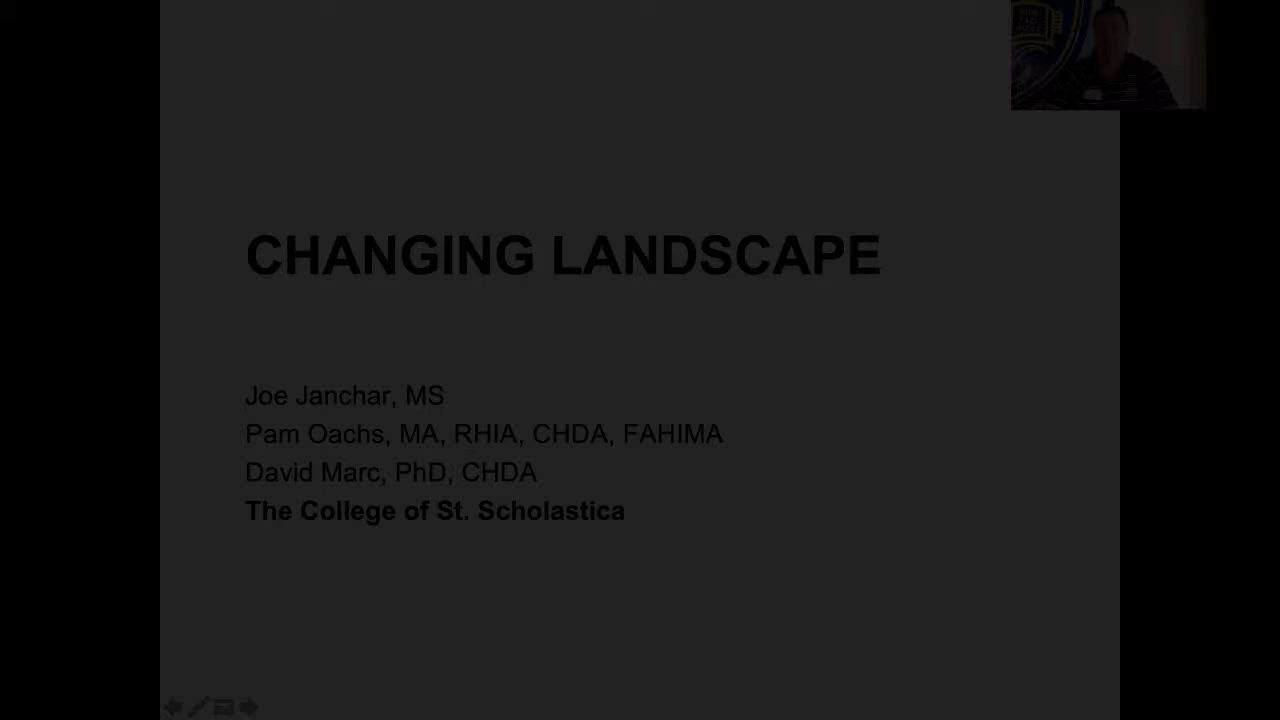 CHANGING LANDSCAPE
Joe Janchar, MS
Pam Oachs, MA, RHIA, CHDA, FAHIMA
David Marc, PhD, CHDA
The College of St. Scholastica